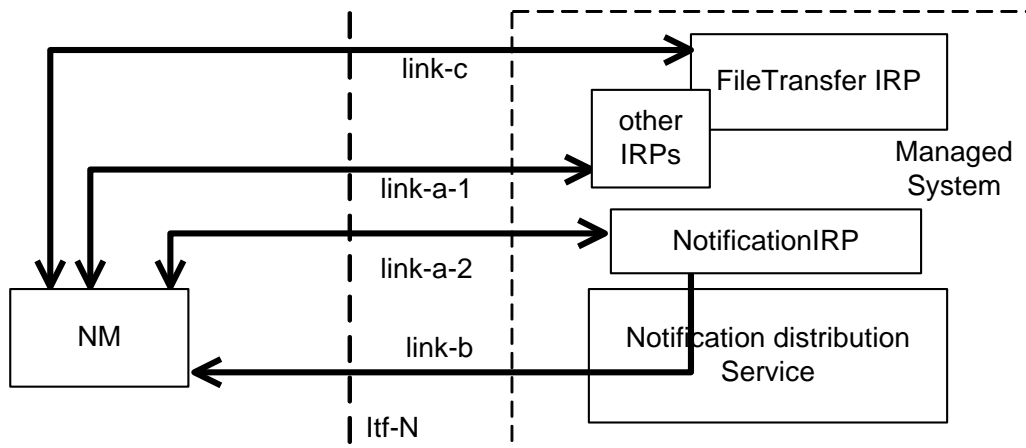 link-c
FileTransfer IRP
other
IRPs
Managed
System
link-a-1
NotificationIRP
link-a-2
NM
link-b
Notification distribution
Service
Itf-N